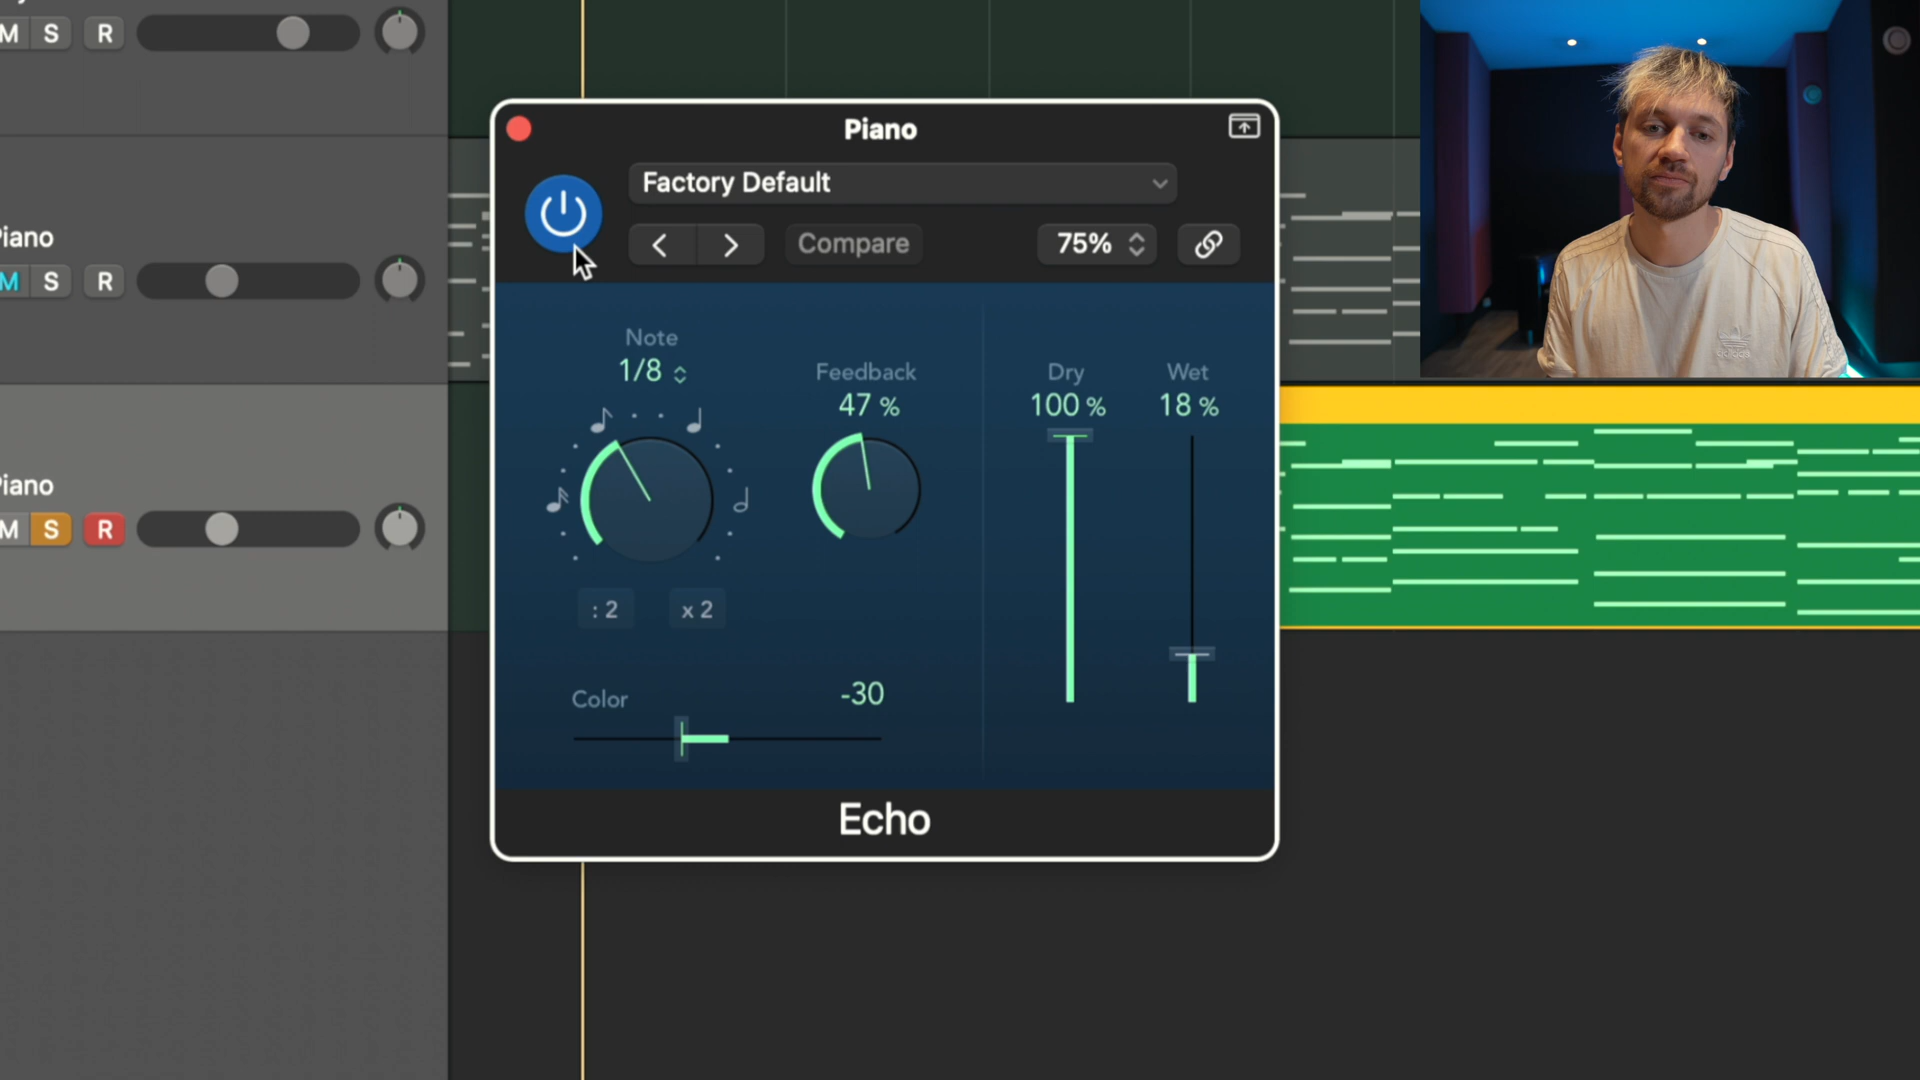 M S R
Piano
Factory Default
Compare 75%
iano
M S R
Note
1/8
Feedback
47 %
Dry
100 %
Wet
18 %
adidas
iano
M S R
: 2 x 2
Color -30
Echo